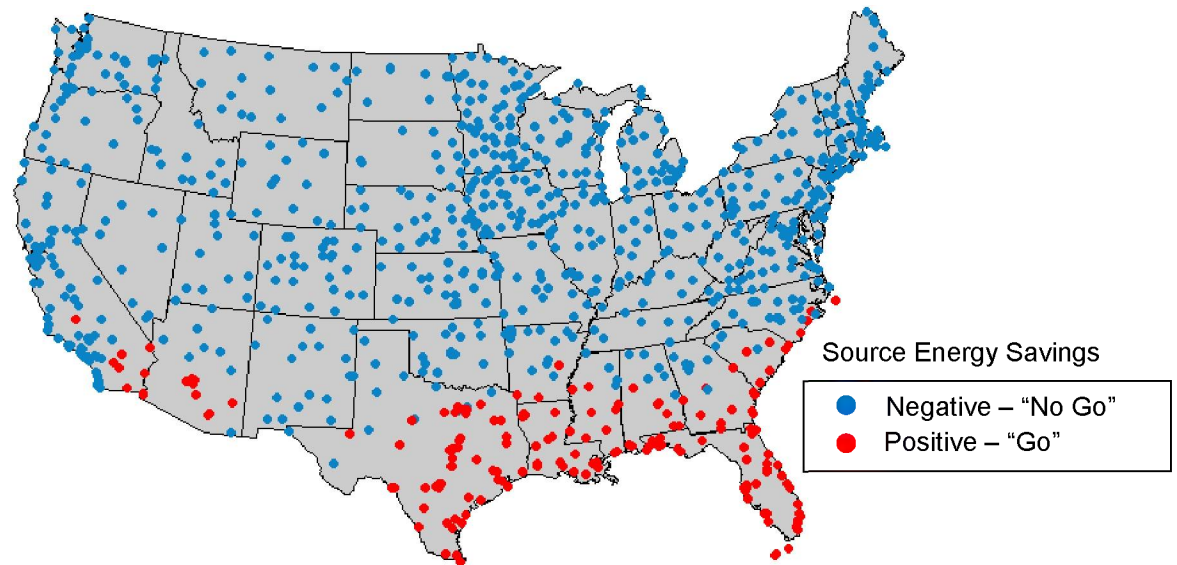 Source Energy Savings
Negative – “No Go”
Positive – “Go”